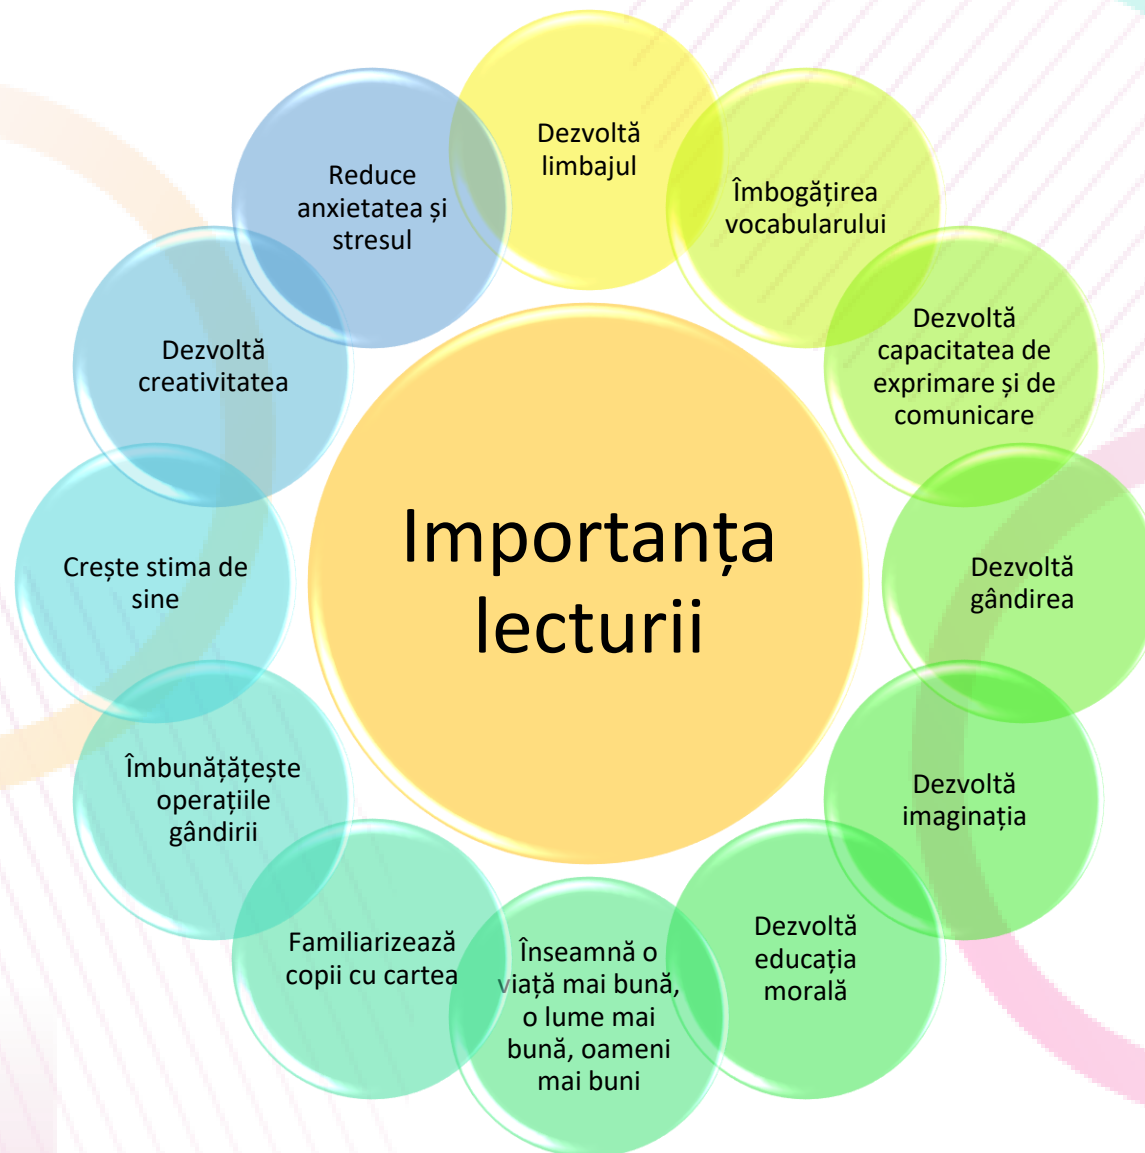 Importanța
lecturii
Dezvoltă
limbajul
Îmbogățirea
vocabularului
Dezvoltă
capacitatea de
exprimare și de
comunicare
Dezvoltă
gândirea
Dezvoltă
imaginația
Dezvoltă
educația
morală
Înseamnă o
viață mai bună,
o lume mai
bună, oameni
mai buni
Familiarizează
copii cu cartea
Îmbunătățește
operațiile
gândirii
Crește stima de
sine
Dezvoltă
creativitatea
Reduce
anxietatea și
stresul